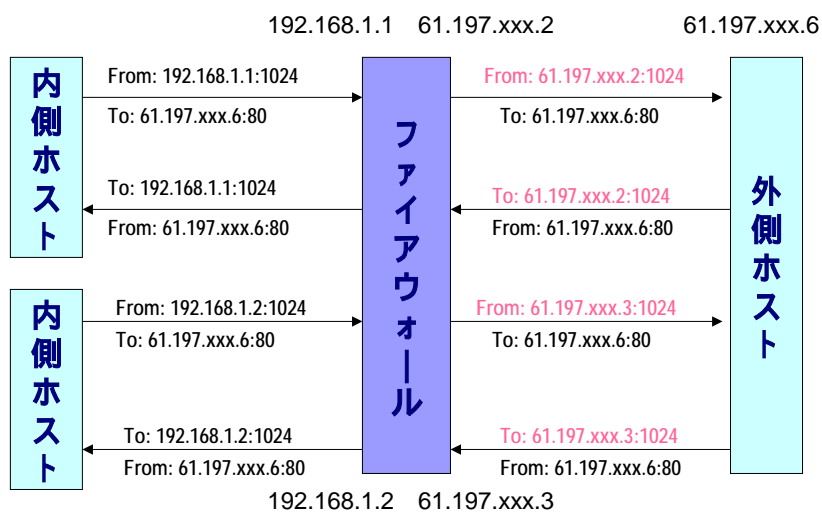 192.168.1.1 61.197.xxx.2 61.197.xxx.6
内側ホスト
From: 192.168.1.1:1024
To: 61.197.xxx.6:80
To: 192.168.1.1:1024
From: 61.197.xxx.6:80
内側ホスト
From: 192.168.1.2:1024
To: 61.197.xxx.6:80
To: 192.168.1.2:1024
From: 61.197.xxx.6:80
ファイアウォール
From: 61.197.xxx.2:1024
To: 61.197.xxx.6:80
To: 61.197.xxx.2:1024
From: 61.197.xxx.6:80
From: 61.197.xxx.3:1024
To: 61.197.xxx.6:80
To: 61.197.xxx.3:1024
From: 61.197.xxx.6:80
外側ホスト
192.168.1.2 61.197.xxx.3